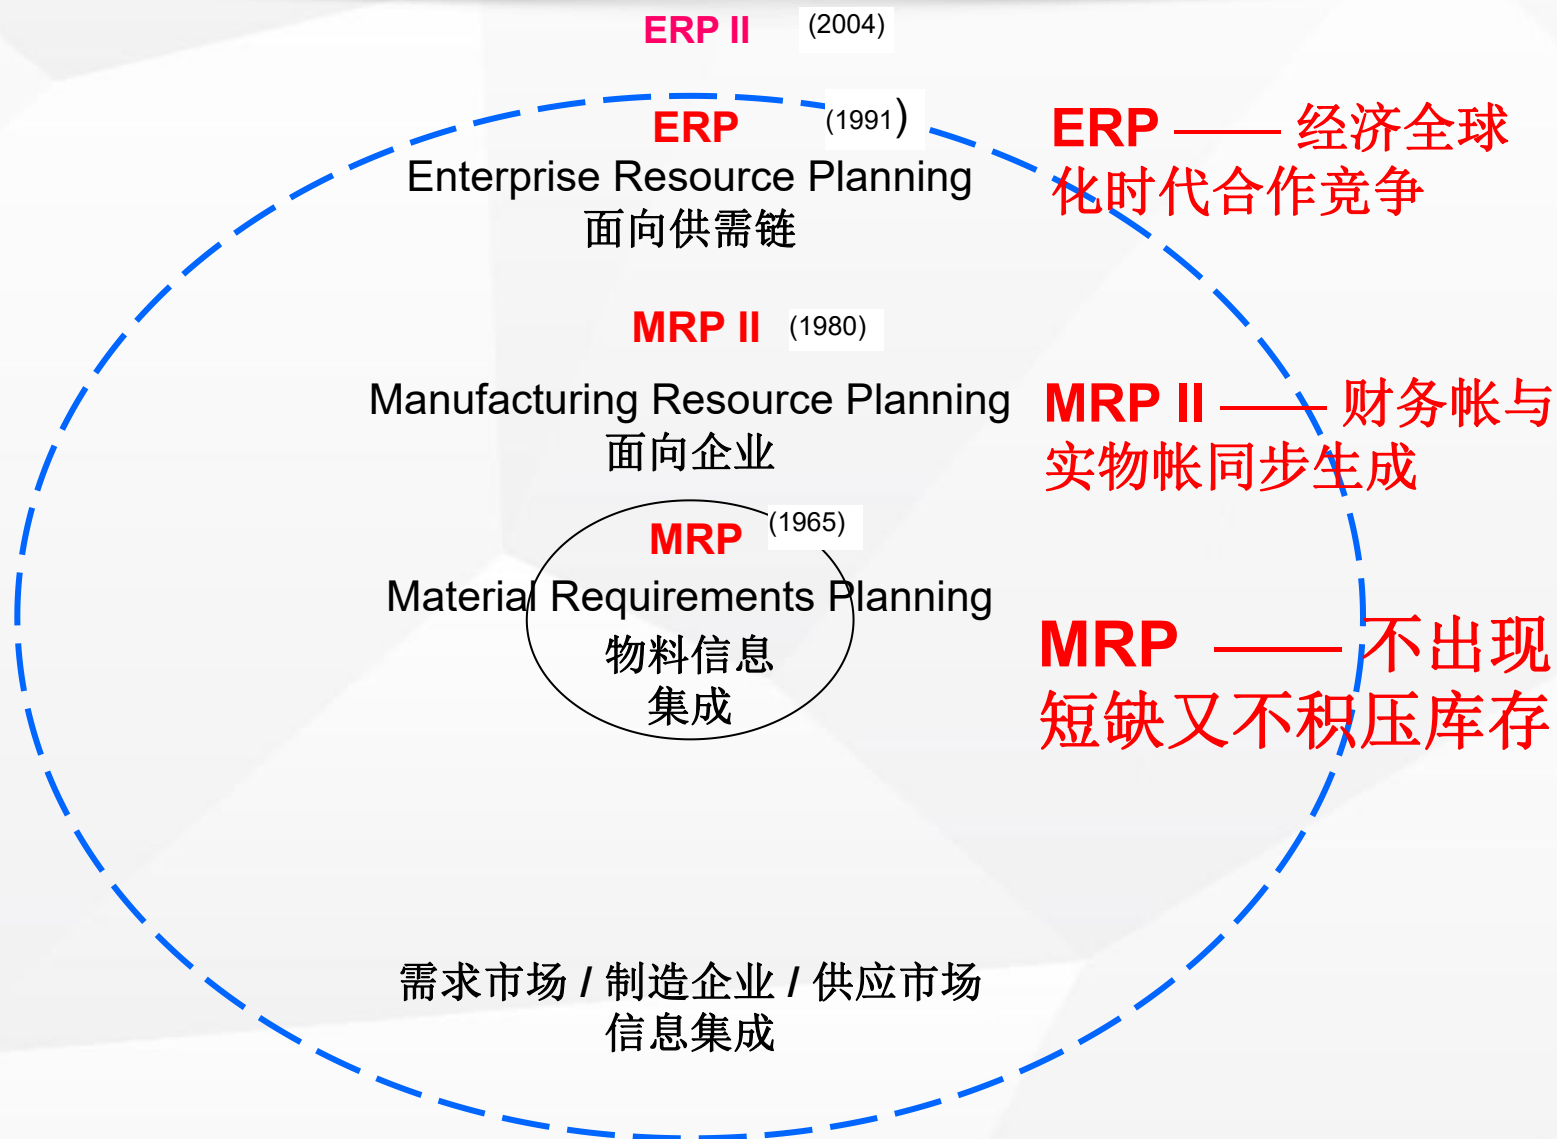 ERP II (2004)
ERP (1991)
Enterprise Resource Planning
面向供需链
MRP II (1980)
Manufacturing Resource Planning
面向企业
MRP (1965)
Material Requirements Planning
物料信息
集成
需求市场 / 制造企业 / 供应市场
信息集成
ERP —— 经济全球
化时代合作竞争
MRP II —— 财务帐与
实物帐同步生成
MRP —— 不出现
短缺又不积压库存